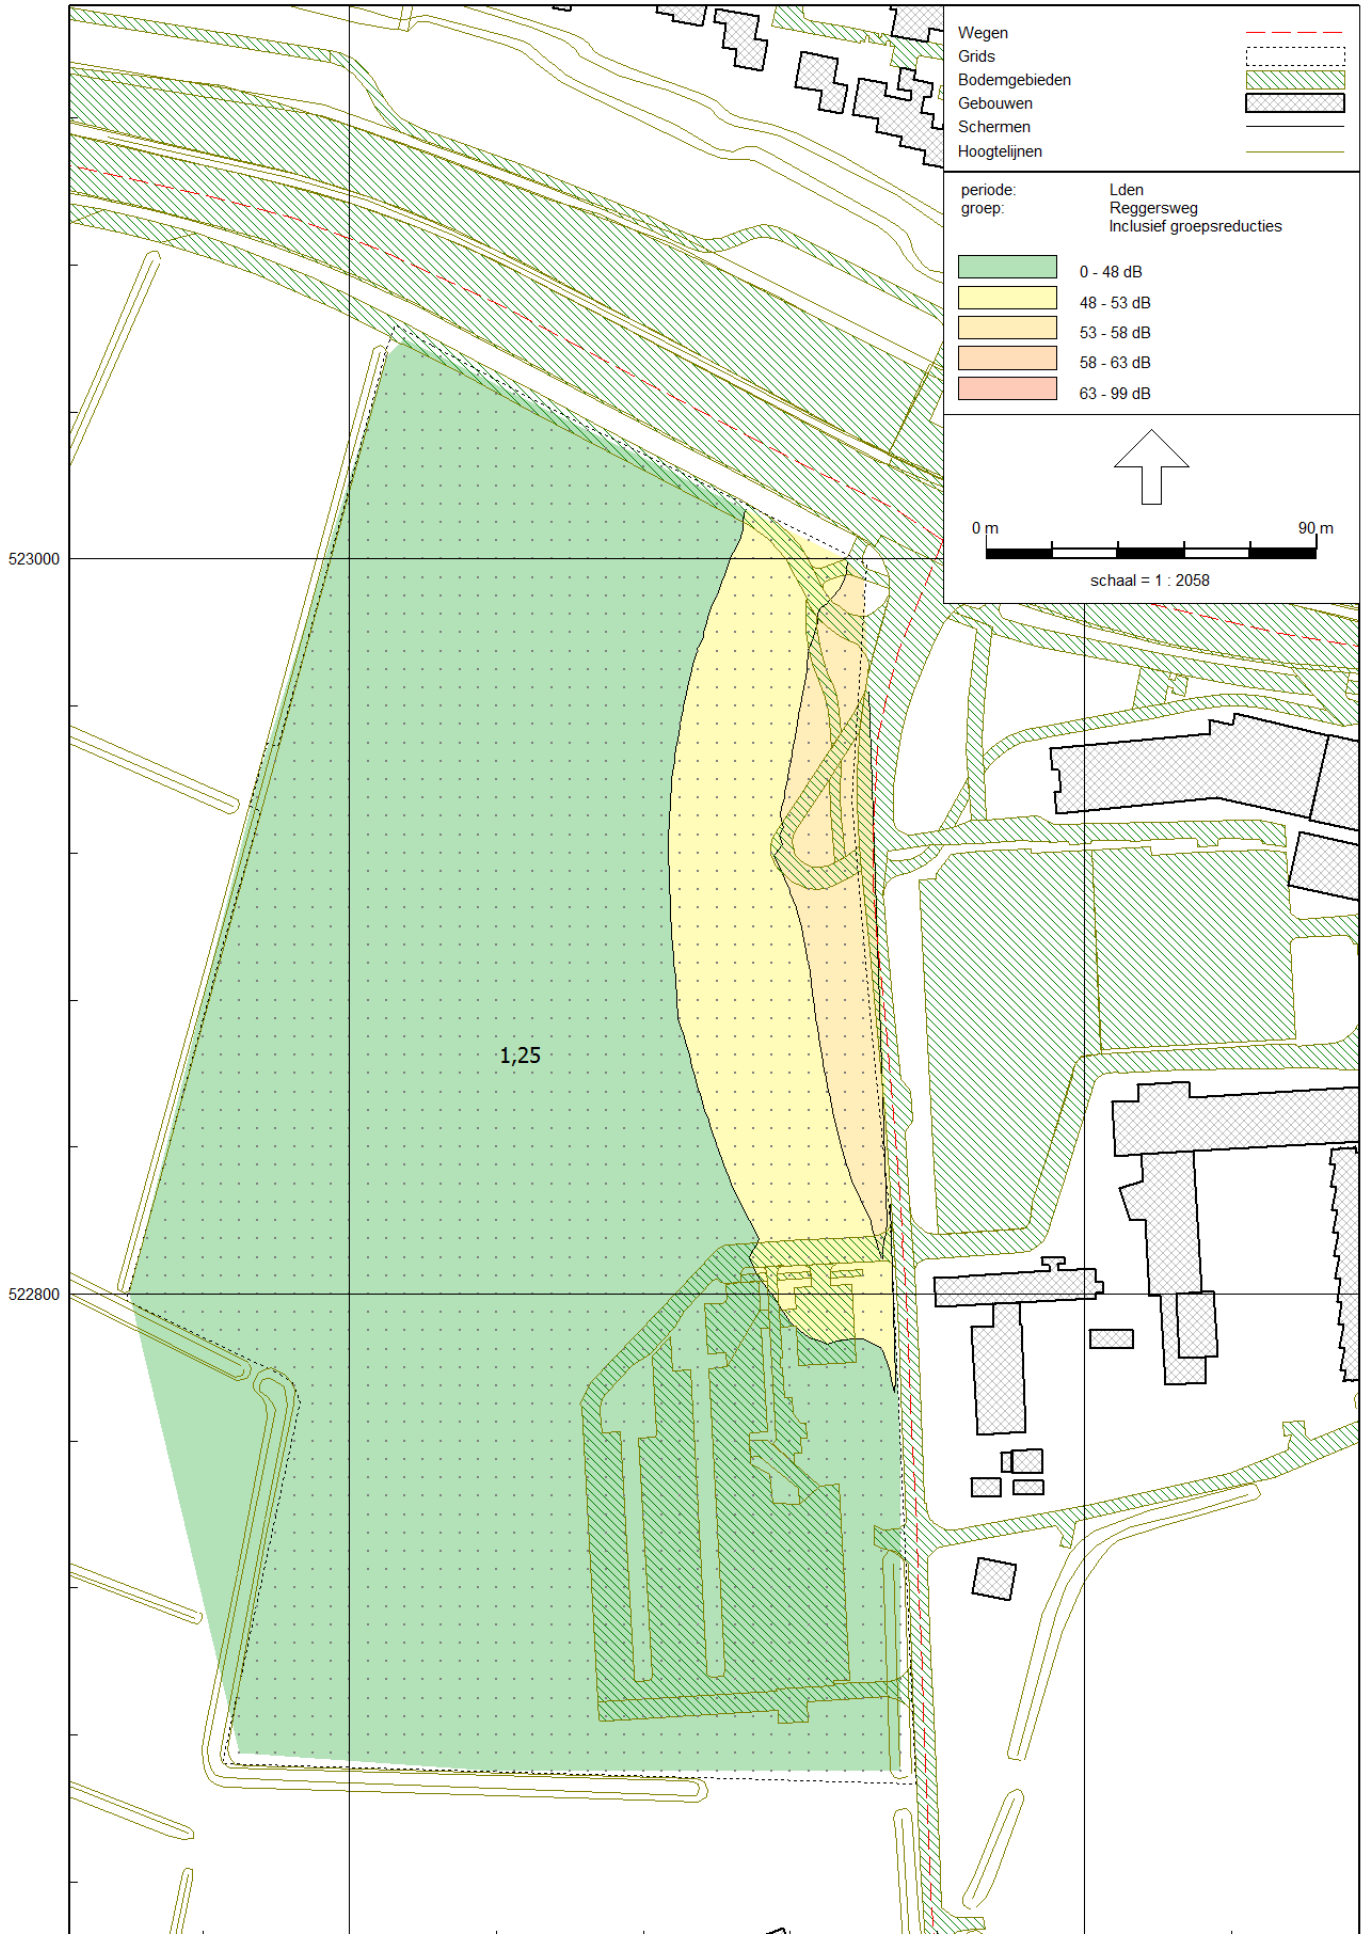 Wegen
Grids
Bodemgebieden
Gebouwen
Schermen
Hoogtelijnen
periode: Lden
groep: Reggersweg
Inclusief groepsreducties
0 - 48 dB
48 - 53 dB
53 - 58 dB
58 - 63 dB
63 - 99 dB
0 m 90 m
schaal = 1 : 2058
523000
1,25
522800